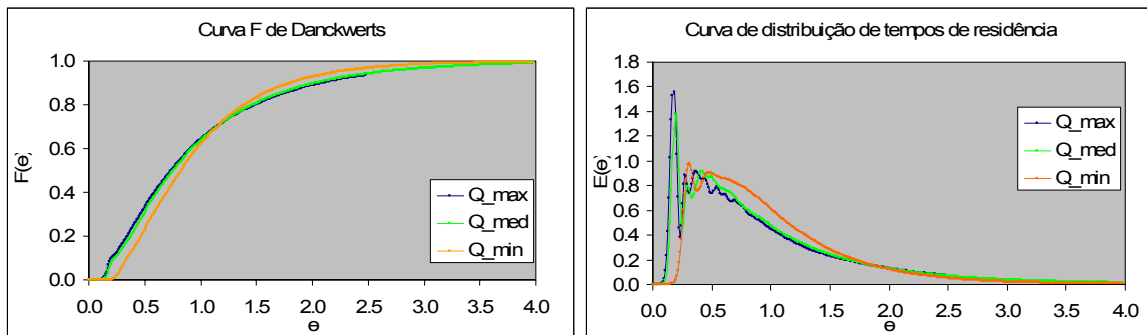 Curva F de Danckwerts
F(ɵ)
1.0
0.8
0.6
0.4
0.2
0.0
Q_max
Q_med
Q_min
0.0 0.5 1.0 1.5 2.0 2.5 3.0 3.5 4.0
ɵ
Curva de distribuição de tempos de residência
E(ɵ)
1.8
1.6
1.4
1.2
1.0
0.8
0.6
0.4
0.2
0.0
Q_max
Q_med
Q_min
0.0 0.5 1.0 1.5 2.0 2.5 3.0 3.5 4.0
ɵ